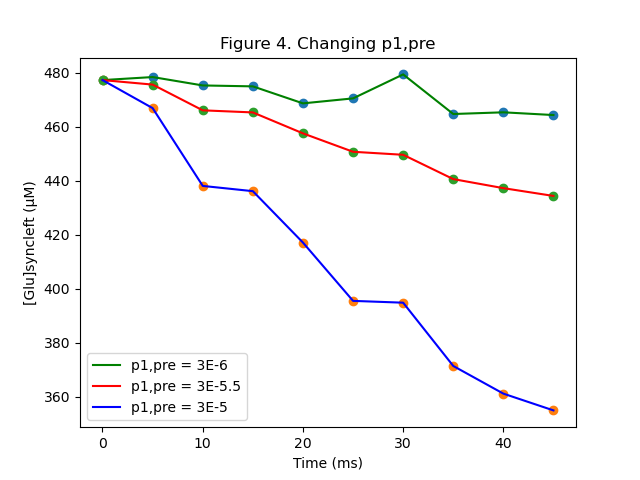 Figure 4. Changing p1,pre
480
460
440
420
400
380
360
[Glu]syncleft (μM)
p1,pre = 3E-6
p1,pre = 3E-5.5
p1,pre = 3E-5
0 10 20 30 40
Time (ms)